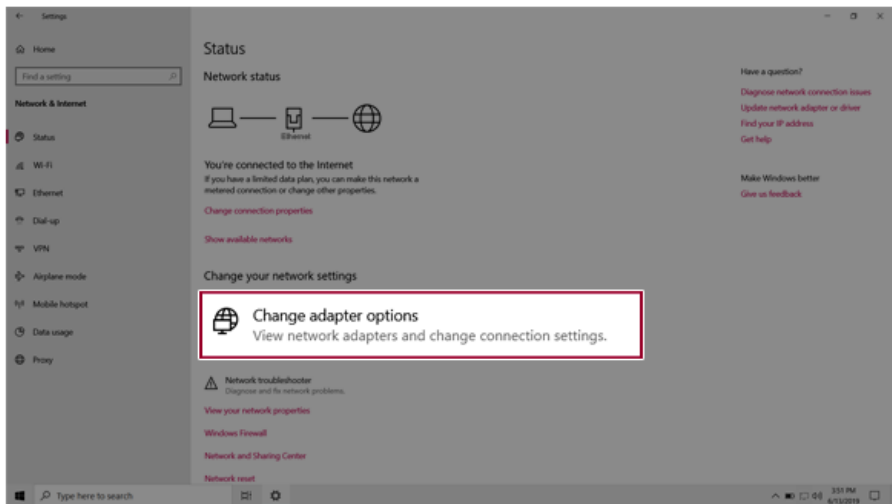 Settings
Home
Find a setting
Network & Internet
Status
Wi-Fi
Ethernet
Dial-up
VPN
Airplane mode
Mobile hotspot
Data usage
Proxy
Status
Network status
Ethernet
You're connected to the Internet
If you have a limited data plan, you can make this network a
metered connection or change other properties.
Change connection properties
Show available networks
Change your network settings
Change adapter options
View network adapters and change connection settings.
Network troubleshooter
Diagnose and fix network problems.
View your network properties
Windows Firewall
Network and Sharing Center
Network reset
Have a question?
Diagnose network connection issues
Update network adapter or driver
Find your IP address
Get help
Make Windows better
Give us feedback
Type here to search
3:51 PM
6/13/2019